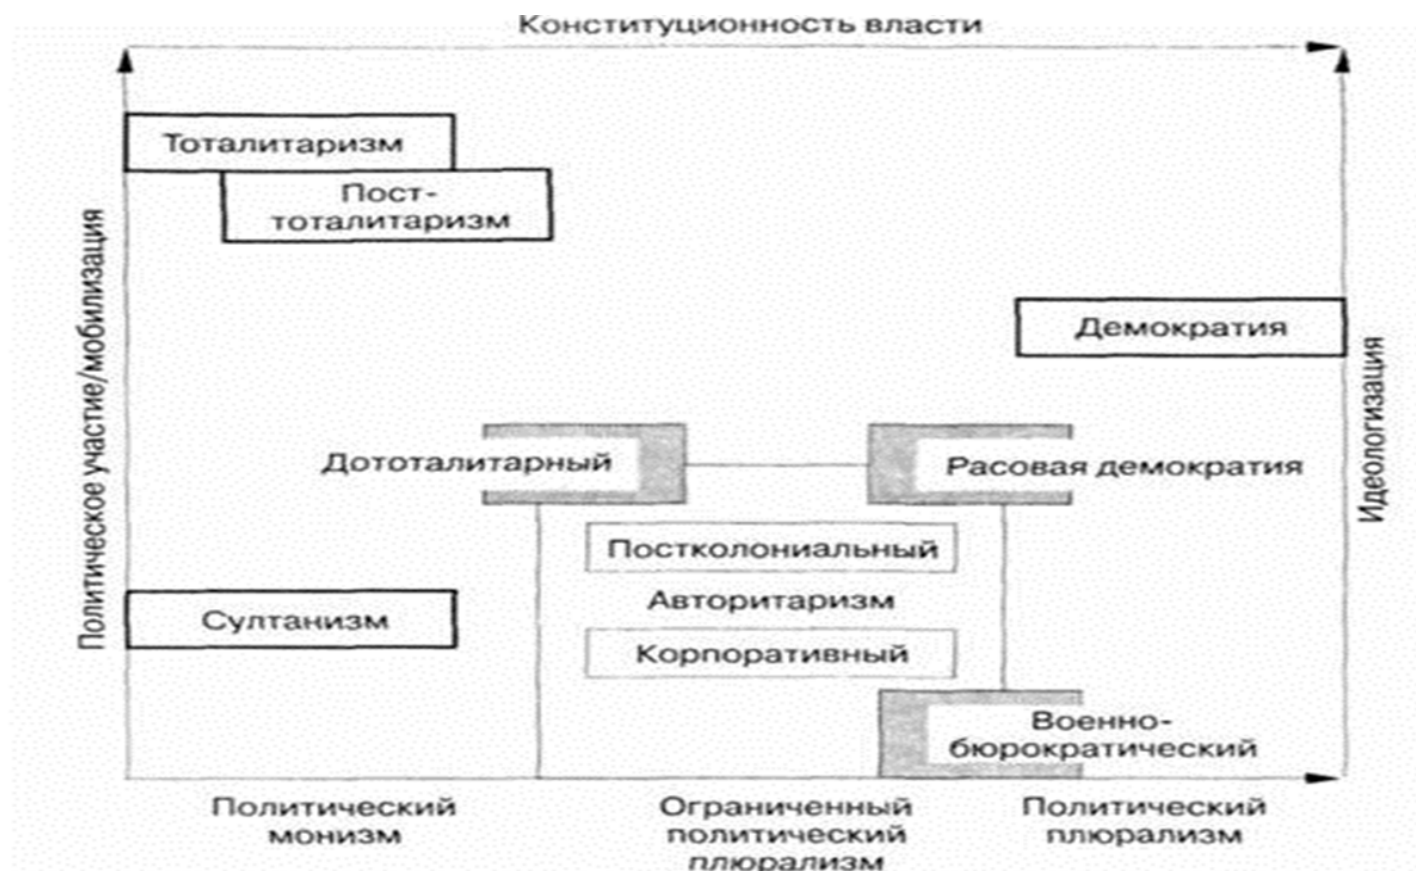 Конституционность власти
Тоталитаризм
Пост-
тоталитаризм
Политическое участие/мобилизация
Демократия
Идеологизация
Дототалитарный
Расовая демократия
Постколониальный
Авторитаризм
Султанизм
Корпоративный
Военно-
бюрократический
Политический
монизм
Ограниченный
политический
плюрализм
Политический
плюрализм